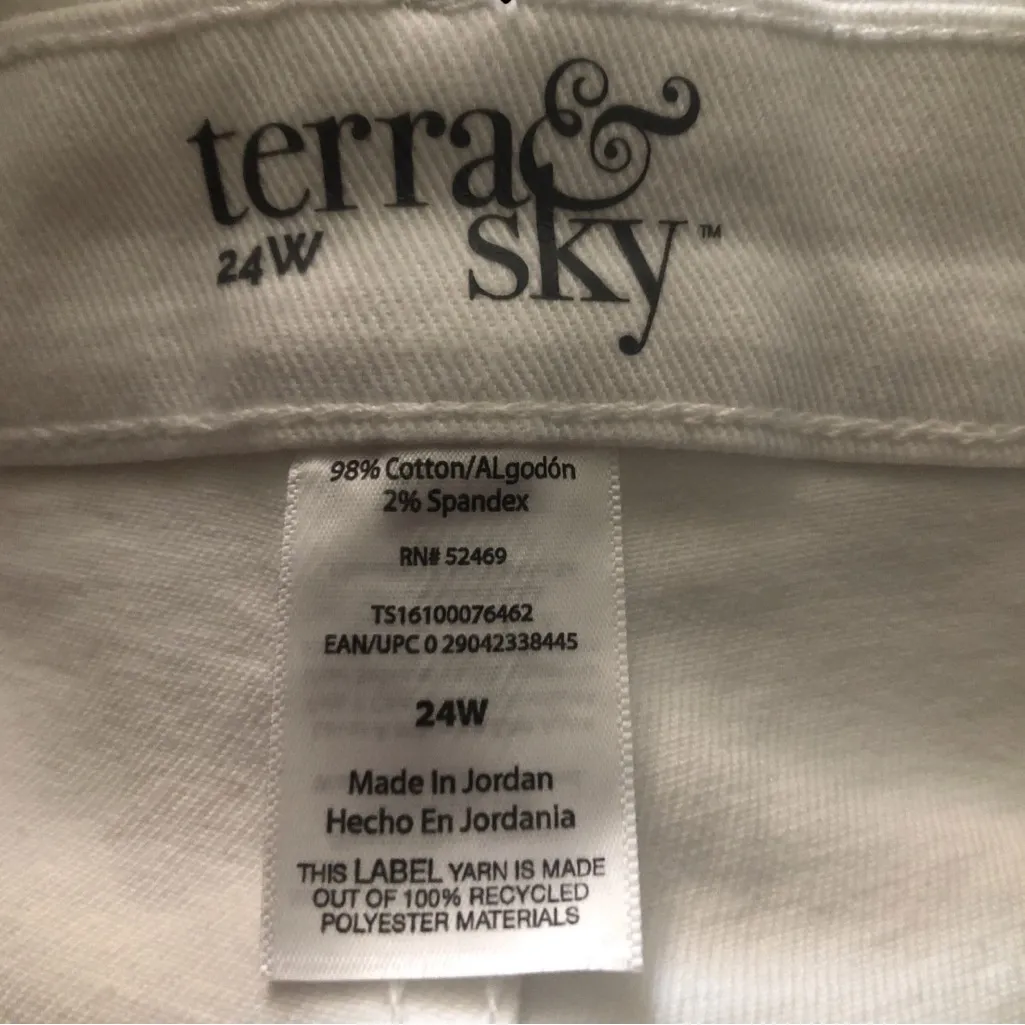 terra &
sky™
24W
98% Cotton/ALgodón
2% Spandex
RN# 52469
TS16100076462
EAN/UPC 0 29042338445
24W
Made In Jordan
Hecho En Jordania
THIS LABEL YARN IS MADE
OUT OF 100% RECYCLED
POLYESTER MATERIALS